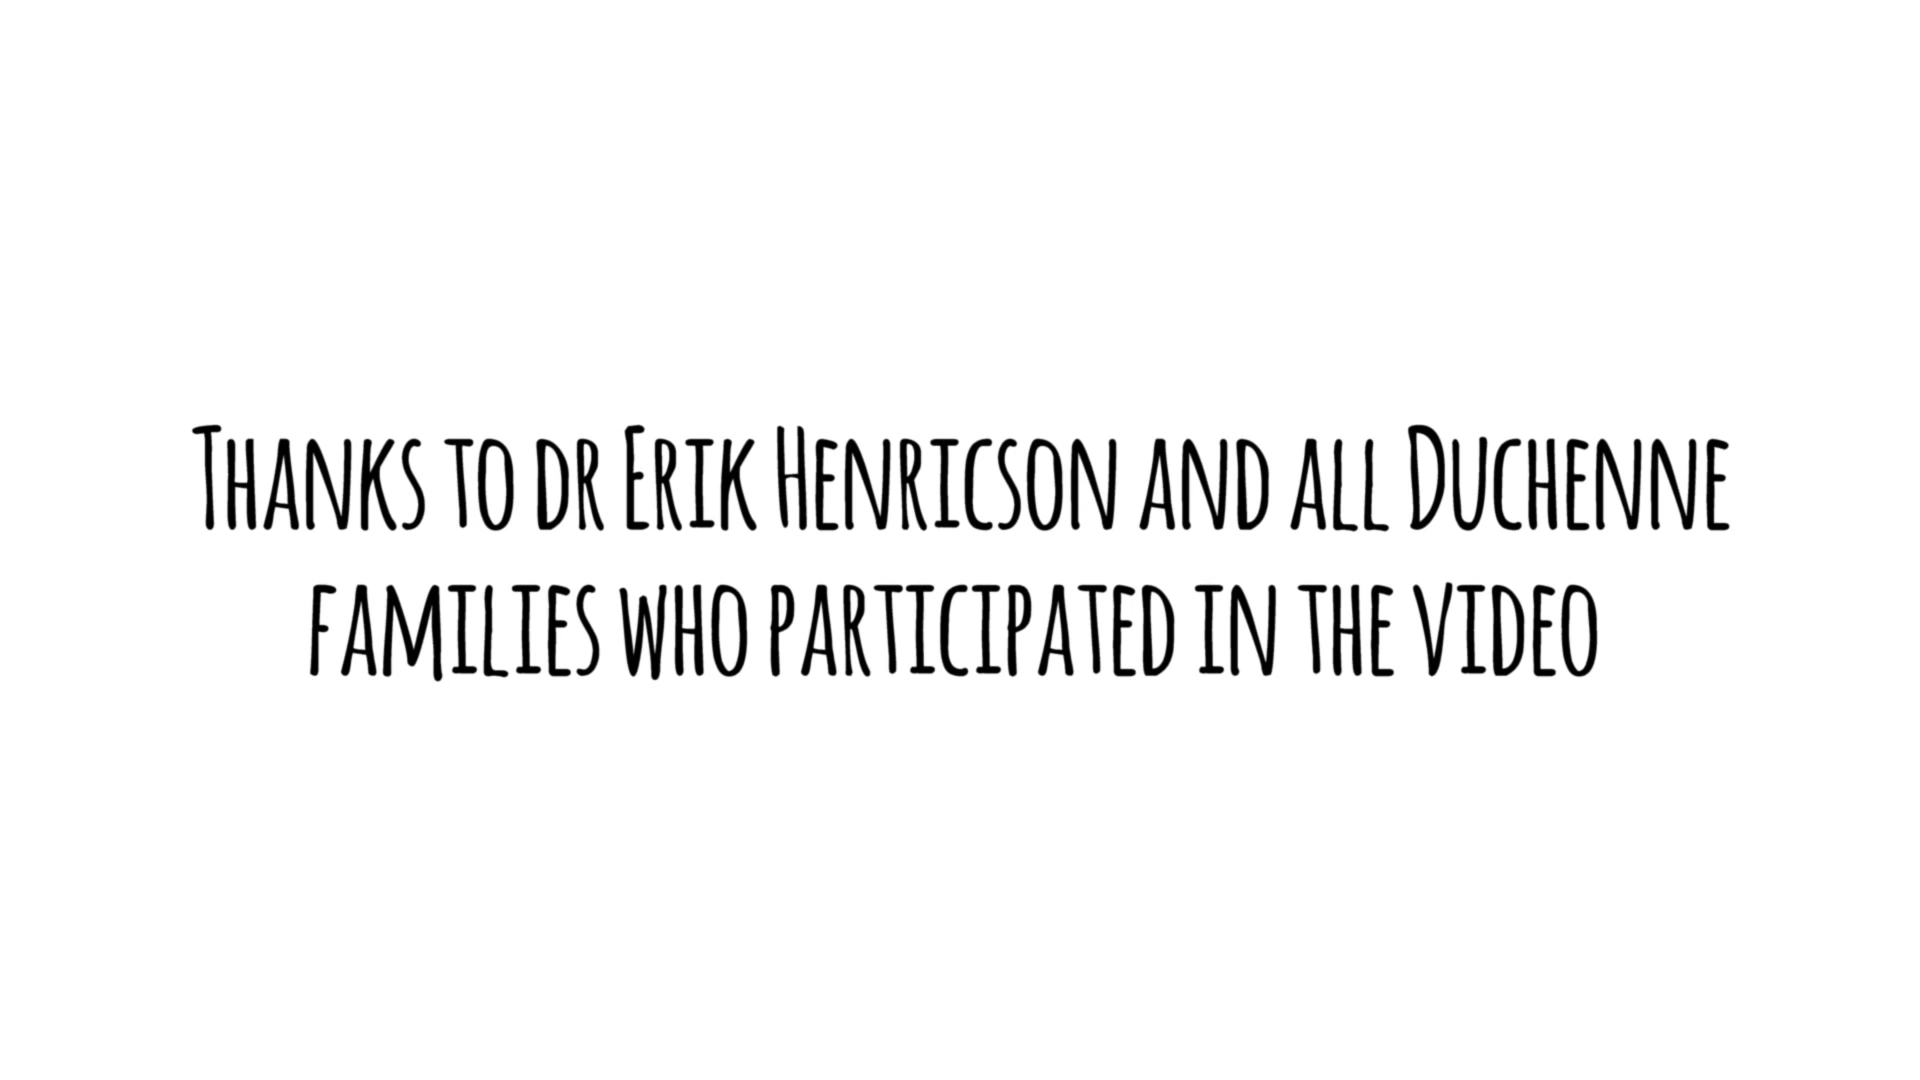 Thanks to dr Erik Henricson and all Duchenne
families who participated in the video